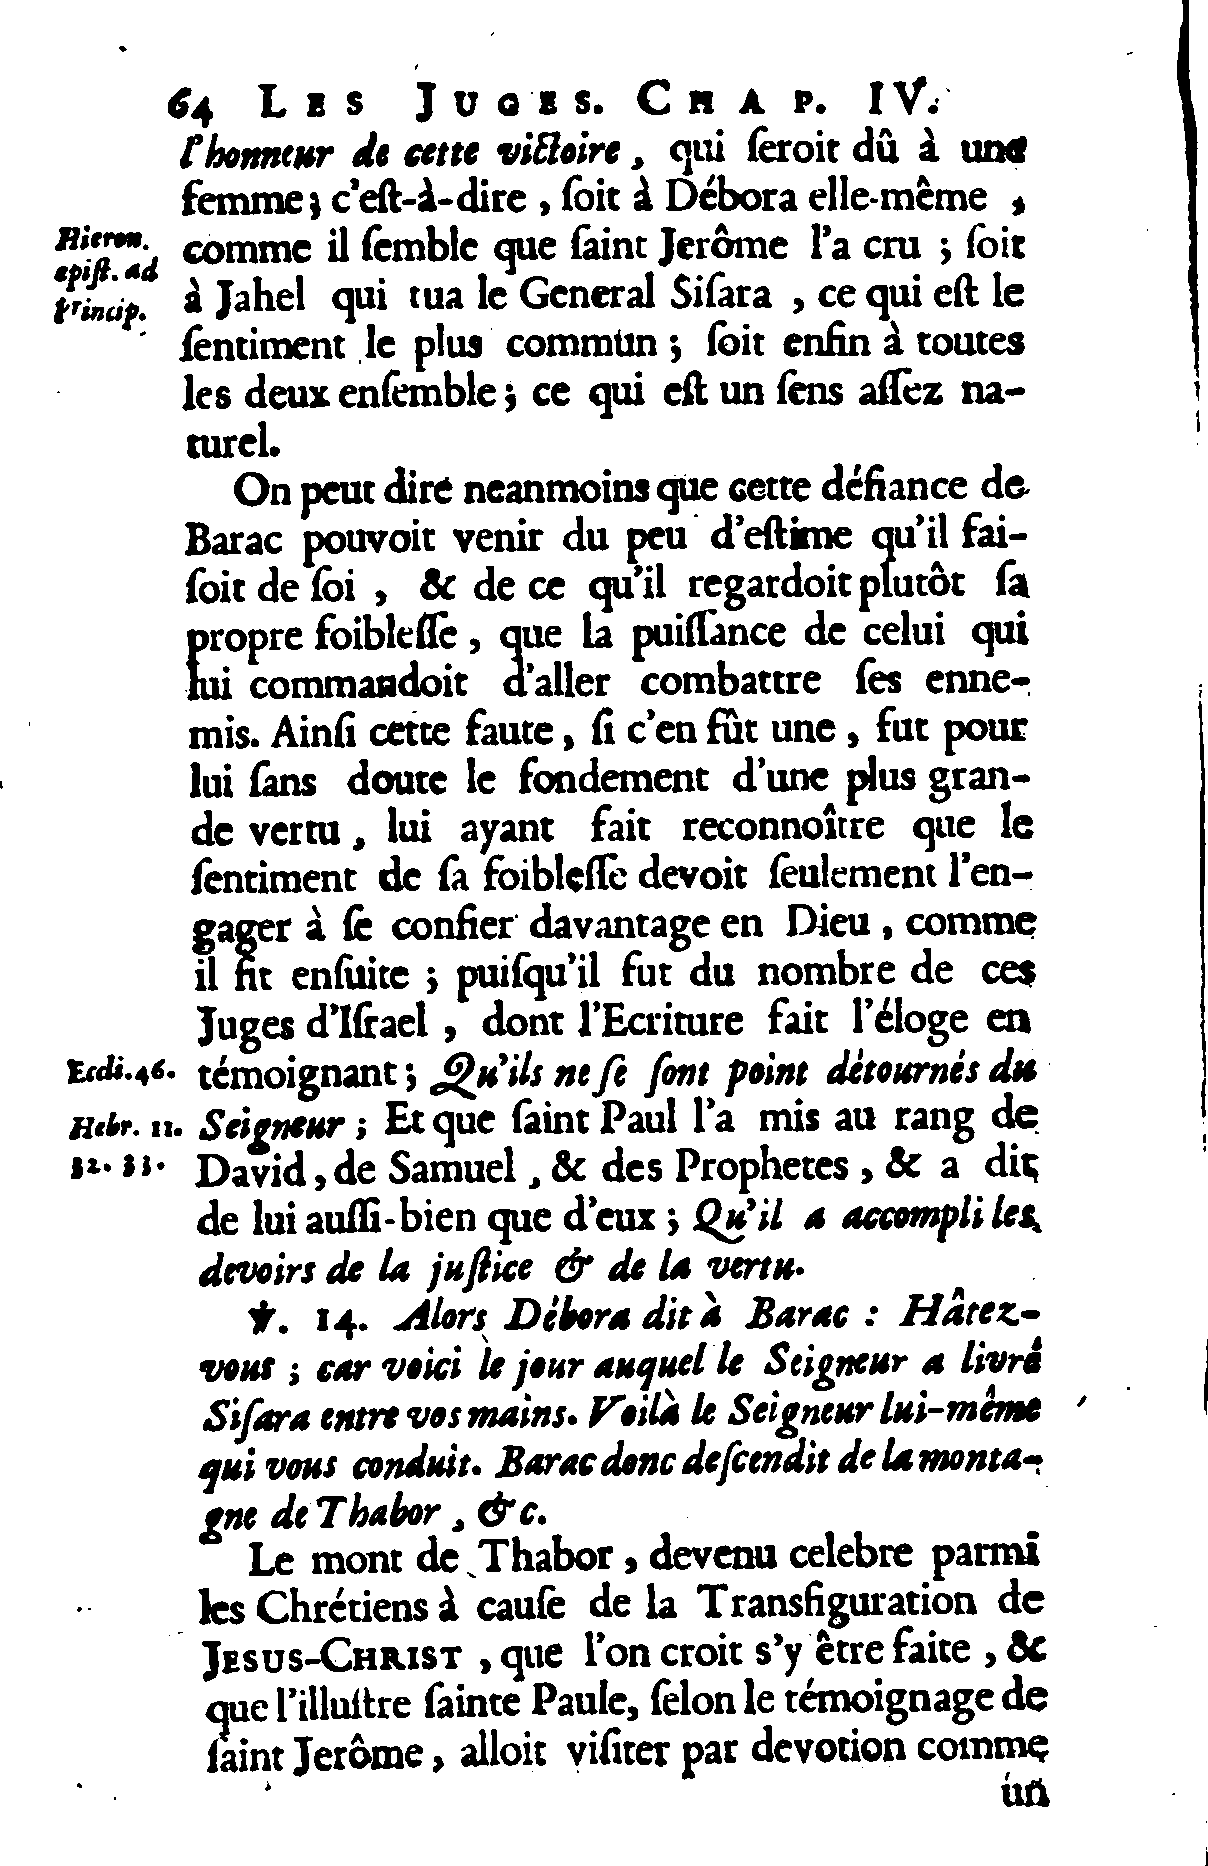 64 LES JUGES. CHAP. IV.
l'honneur de cette victoire, qui ſeroit dû à une
femme; c'eſt-à-dire, ſoit à Débora elle-même,
Hieron. epiſt. ad Princip.
comme il ſemble que ſaint Jerôme l'a cru; ſoit
à Jahel qui tua le General Siſara, ce qui eſt le
ſentiment le plus commun; ſoit enfin à toutes
les deux enſemble; ce qui eſt un ſens aſſez na-
turel.
On peut dire neanmoins que cette défiance de
Barac pouvoit venir du peu d'eſtime qu'il fai-
ſoit de ſoi, & de ce qu'il regardoit plutôt ſa
propre foibleſſe, que la puiſſance de celui qui
lui commandoit d'aller combattre ſes enne-
mis. Ainſi cette faute, ſi c'en fût une, fut pour
lui ſans doute le fondement d'une plus gran-
de vertu, lui ayant fait reconnoître que le
ſentiment de ſa foibleſſe devoit ſeulement l'en-
gager à ſe confier davantage en Dieu, comme
il fit enſuite; puiſqu'il fut du nombre de ces
Juges d'Iſrael, dont l'Ecriture fait l'éloge en
Eccli. 46.
témoignant; Qu'ils ne ſe ſont point détournés du
Hebr. 11. 32. 33.
Seigneur; Et que ſaint Paul l'a mis au rang de
David, de Samuel, & des Prophetes, & a dit
de lui auſſi-bien que d'eux; Qu'il a accompli les
devoirs de la juſtice & de la vertu.
℣. 14. Alors Débora dit à Barac: Hâtez-
vous; car voici le jour auquel le Seigneur a livré
Siſara entre vos mains. Voilà le Seigneur lui-même
qui vous conduit. Barac donc deſcendit de la monta-
gne de Thabor, &c.
Le mont de Thabor, devenu celebre parmi
les Chrétiens à cauſe de la Transfiguration de
JESUS-CHRIST, que l'on croit s'y être faite, &
que l'illuſtre ſainte Paule, ſelon le témoignage de
ſaint Jerôme, alloit viſiter par devotion comme
un